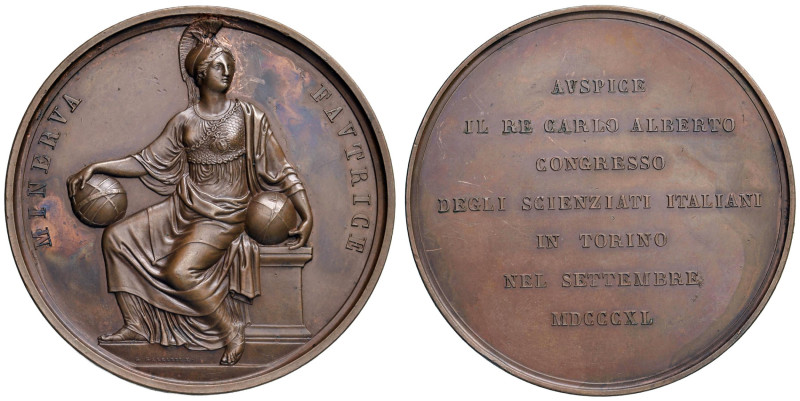 MINERVA FAVTRICE
AVSPICE
IL RE CARLO ALBERTO
CONGRESSO
DEGLI SCIENZIATI ITALIANI
IN TORINO
NEL SETTEMBRE
MDCCCXL